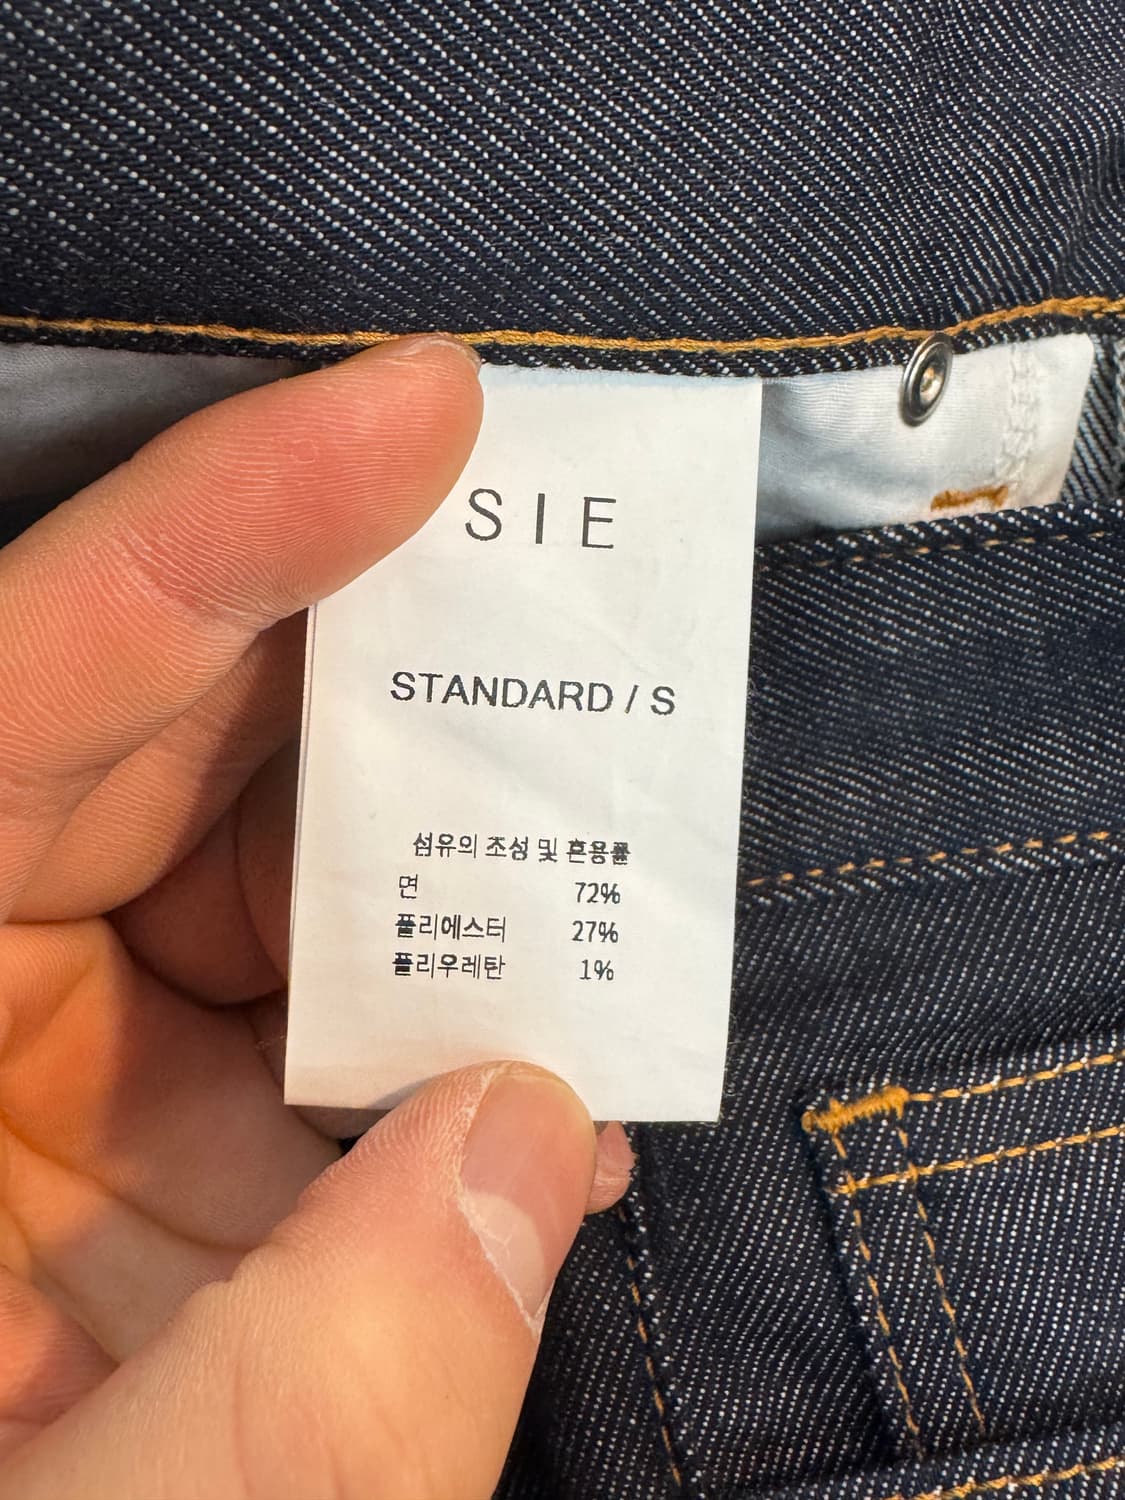 SIE
STANDARD / S
섬유의 조성 및 혼용률
면 72%
폴리에스터 27%
폴리우레탄 1%